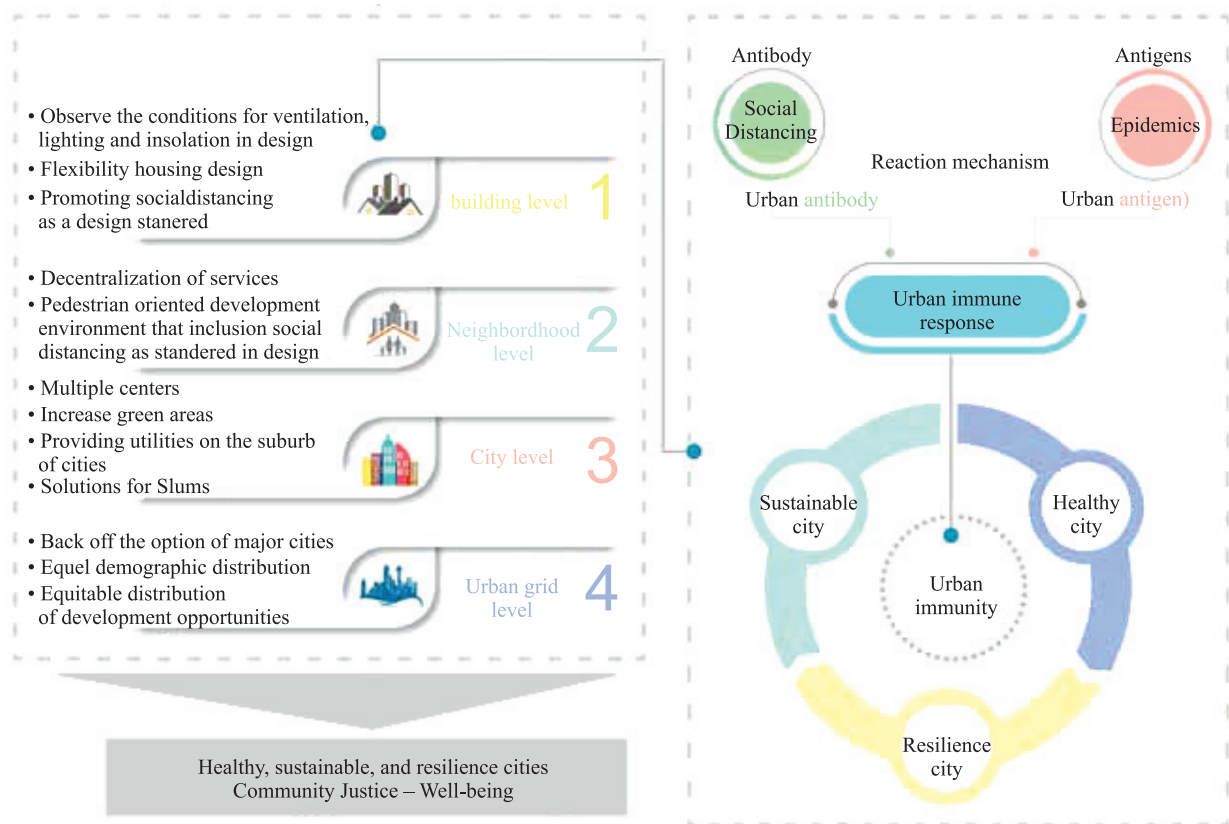 • Observe the conditions for ventilation,
lighting and insolation in design
• Flexibility housing design
• Promoting socialdistancing
as a design stanered
building level
1
• Decentralization of services
• Pedestrian oriented development
environment that inclusion social
distancing as standered in design
Neighbordhood
level
2
• Multiple centers
• Increase green areas
• Providing utilities on the suburb
of cities
• Solutions for Slums
City level
3
• Back off the option of major cities
• Equel demographic distribution
• Equitable distribution
of development opportunities
Urban grid
level
4
Healthy, sustainable, and resilience cities
Community Justice – Well-being
Antibody
Social
Distancing
Urban antibody
Reaction mechanism
Antigens
Epidemics
Urban antigen)
Urban immune
response
Sustainable
city
Healthy
city
Urban
immunity
Resilience
city